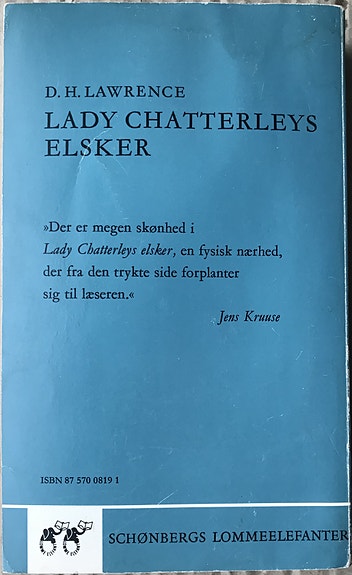 D. H. LAWRENCE
LADY CHATTERLEYS
ELSKER
»Der er megen skønhed i
Lady Chatterleys elsker, en fysisk nærhed,
der fra den trykte side forplanter
sig til læseren.«
Jens Kruuse
ISBN 87 570 0819 1
SCHØNBERGS LOMMEELEFANTER